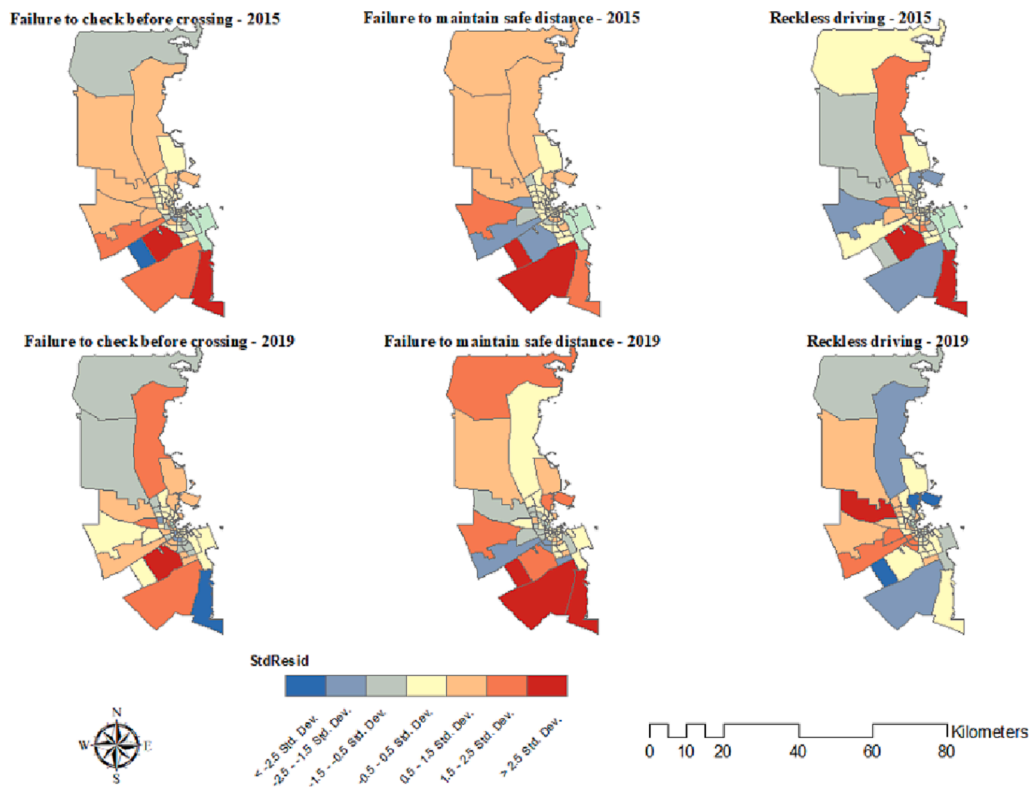 Failure to check before crossing - 2015
Failure to maintain safe distance - 2015
Reckless driving - 2015
Failure to check before crossing - 2019
Failure to maintain safe distance - 2019
Reckless driving - 2019
StdResid
< -2.5 Std. Dev.
-2.5 - -1.5 Std. Dev.
-1.5 - -0.5 Std. Dev.
-0.5 - 0.5 Std. Dev.
0.5 - 1.5 Std. Dev.
1.5 - 2.5 Std. Dev.
> 2.5 Std. Dev.
N
W E
S
Kilometers
0 5 10 20 40 60 80